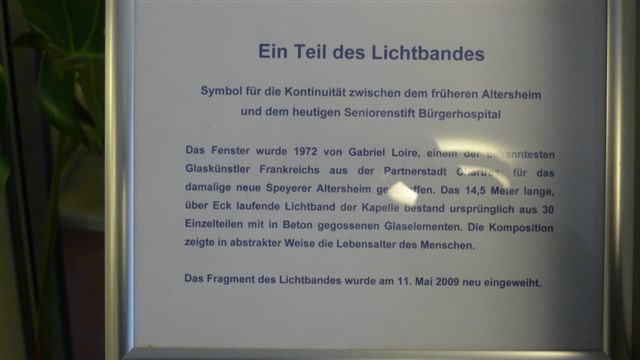 Ein Teil des Lichtbandes
Symbol für die Kontinuität zwischen dem früheren Altersheim
und dem heutigen Seniorenstift Bürgerhospital
Das Fenster wurde 1972 von Gabriel Loire, einem der bekanntesten
Glaskünstler Frankreichs aus der Partnerstadt Chartres für das
damalige neue Speyerer Altersheim geschaffen. Das 14,5 Meter lange,
über Eck laufende Lichtband der Kapelle bestand ursprünglich aus 30
Einzelteilen mit in Beton gegossenen Glaselementen. Die Komposition
zeigte in abstrakter Weise die Lebensalter des Menschen.
Das Fragment des Lichtbandes wurde am 11. Mai 2009 neu eingeweiht.